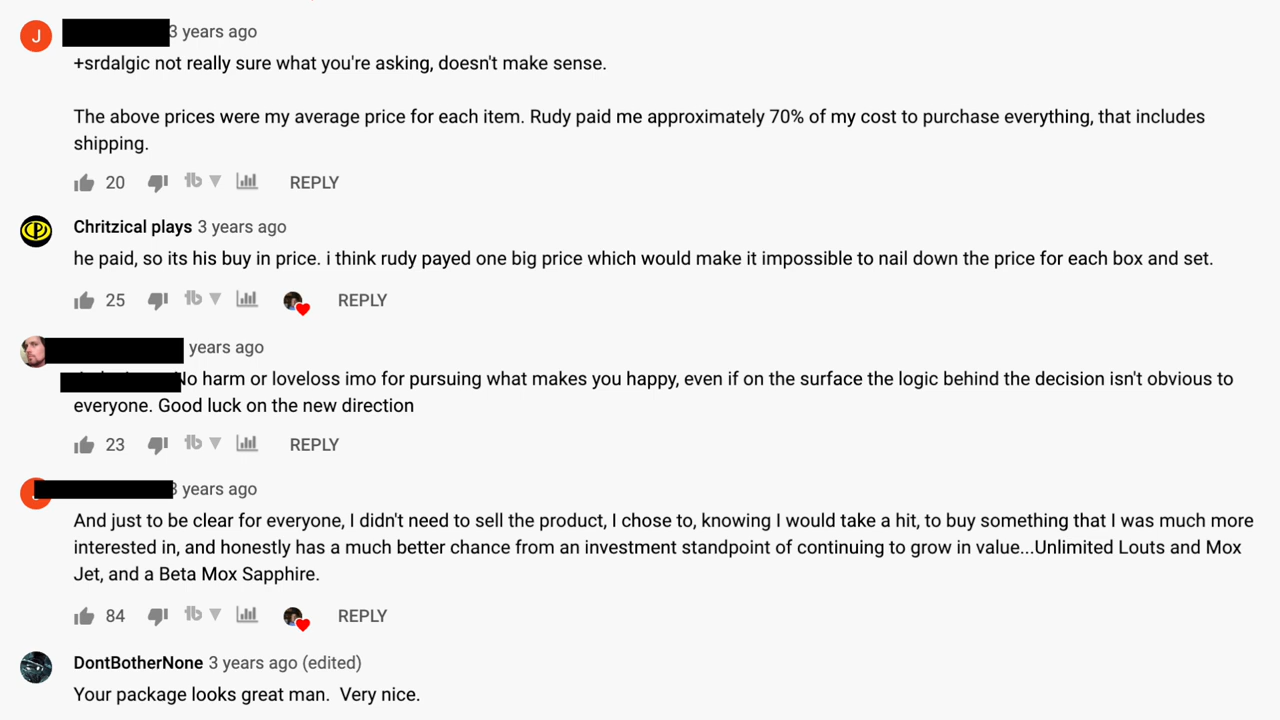 J
3 years ago
+srdalgic not really sure what you're asking, doesn't make sense.
The above prices were my average price for each item. Rudy paid me approximately 70% of my cost to purchase everything, that includes
shipping.
20 REPLY
Chritzical plays 3 years ago
he paid, so its his buy in price. i think rudy payed one big price which would make it impossible to nail down the price for each box and set.
25 REPLY
years ago
No harm or loveloss imo for pursuing what makes you happy, even if on the surface the logic behind the decision isn't obvious to
everyone. Good luck on the new direction
23 REPLY
3 years ago
And just to be clear for everyone, I didn't need to sell the product, I chose to, knowing I would take a hit, to buy something that I was much more
interested in, and honestly has a much better chance from an investment standpoint of continuing to grow in value...Unlimited Louts and Mox
Jet, and a Beta Mox Sapphire.
84 REPLY
DontBotherNone 3 years ago (edited)
Your package looks great man.  Very nice.